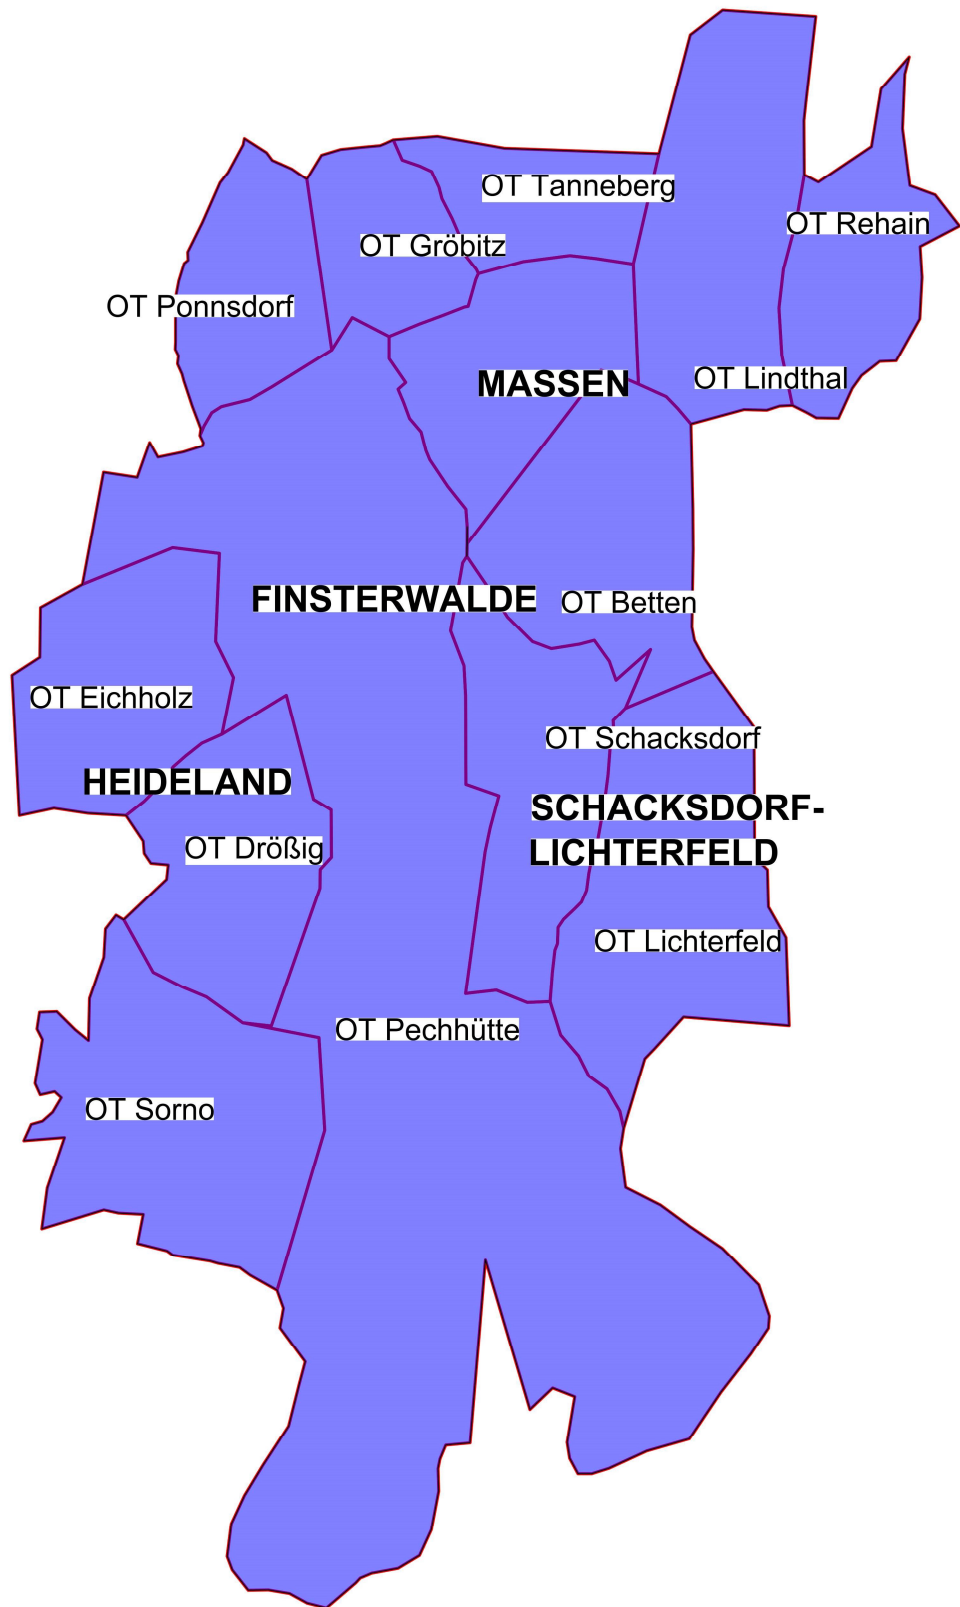 OT Tanneberg
OT Rehain
OT Gröbitz
OT Ponnsdorf
MASSEN
OT Lindthal
FINSTERWALDE
OT Betten
OT Eichholz
OT Schacksdorf
HEIDELAND
SCHACKSDORF-
LICHTERFELD
OT Drößig
OT Lichterfeld
OT Pechhütte
OT Sorno